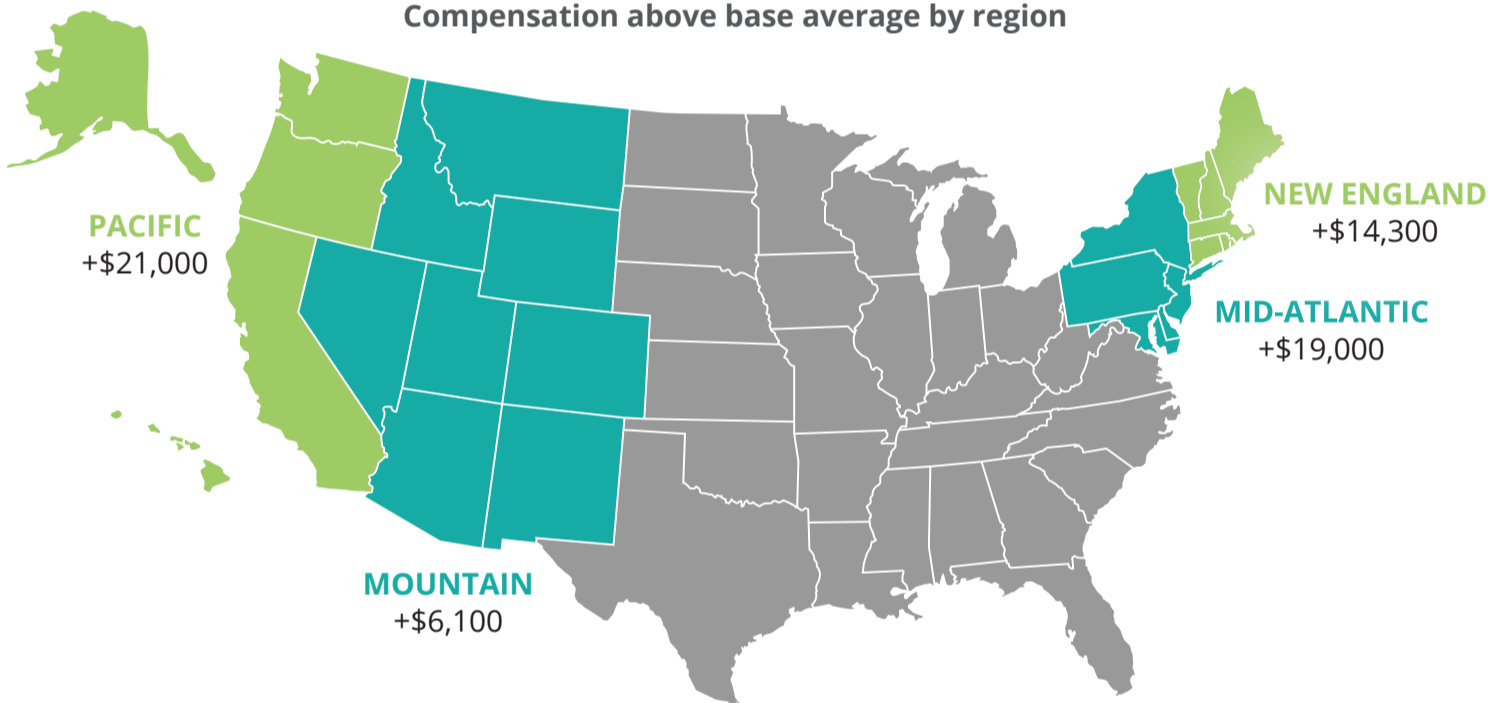 Compensation above base average by region
PACIFIC
+$21,000
NEW ENGLAND
+$14,300
MID-ATLANTIC
+$19,000
MOUNTAIN
+$6,100